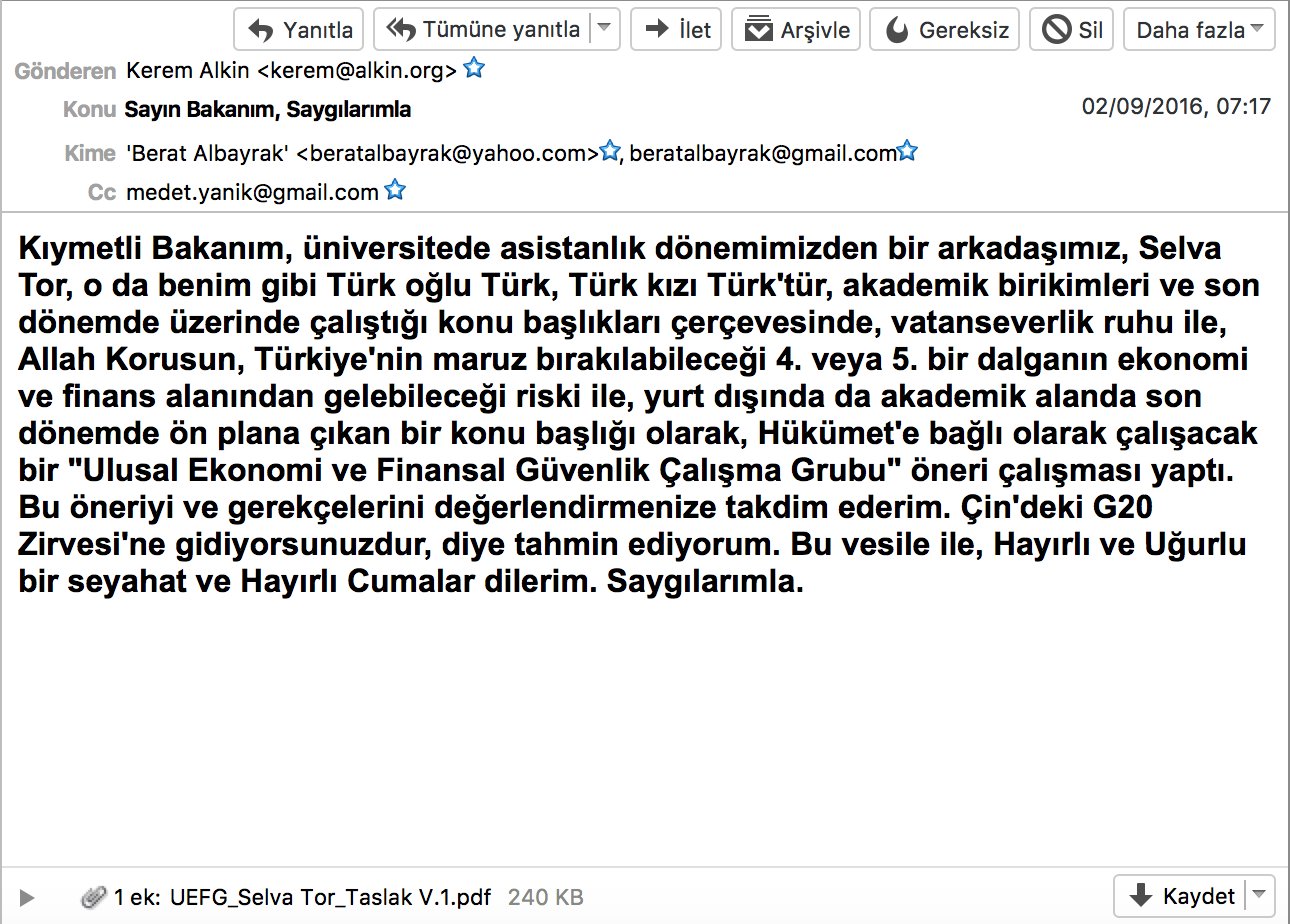 Yanıtla Tümüne yanıtla İlet Arşivle Gereksiz Sil Daha fazla
Gönderen Kerem Alkin <kerem@alkin.org>
Konu Sayın Bakanım, Saygılarımla 02/09/2016, 07:17
Kime 'Berat Albayrak' <beratalbayrak@yahoo.com>, beratalbayrak@gmail.com
Cc medet.yanik@gmail.com
Kıymetli Bakanım, üniversitede asistanlık dönemimizden bir arkadaşımız, Selva
Tor, o da benim gibi Türk oğlu Türk, Türk kızı Türk'tür, akademik birikimleri ve son
dönemde üzerinde çalıştığı konu başlıkları çerçevesinde, vatanseverlik ruhu ile,
Allah Korusun, Türkiye'nin maruz bırakılabileceği 4. veya 5. bir dalganın ekonomi
ve finans alanından gelebileceği riski ile, yurt dışında da akademik alanda son
dönemde ön plana çıkan bir konu başlığı olarak, Hükümet'e bağlı olarak çalışacak
bir "Ulusal Ekonomi ve Finansal Güvenlik Çalışma Grubu" öneri çalışması yaptı.
Bu öneriyi ve gerekçelerini değerlendirmenize takdim ederim. Çin'deki G20
Zirvesi'ne gidiyorsunuzdur, diye tahmin ediyorum. Bu vesile ile, Hayırlı ve Uğurlu
bir seyahat ve Hayırlı Cumalar dilerim. Saygılarımla.
1 ek: UEFG_Selva Tor_Taslak V.1.pdf 240 KB Kaydet